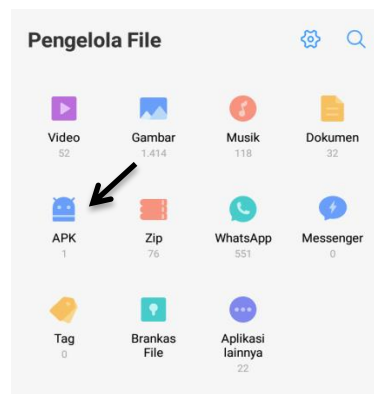 Pengelola File
Video
Gambar
Musik
Dokumen
52
1.414
118
32
APK
Zip
WhatsApp
Messenger
1
76
551
0
Tag
Brankas
File
Aplikasi
lainnya
0
22